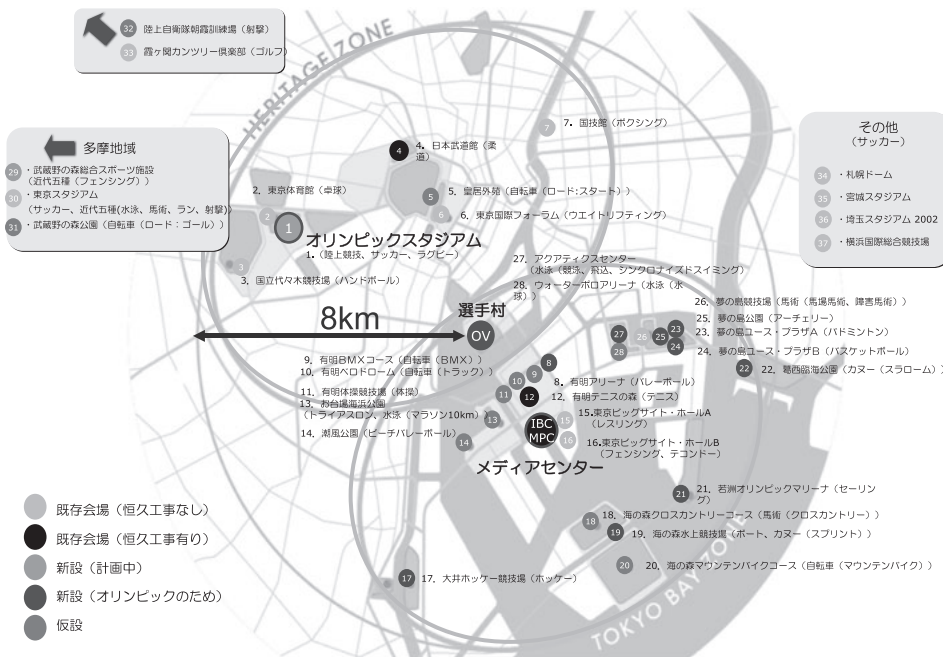 32 陸上自衛隊朝霞訓練場（射撃）
33 霞ヶ関カンツリー倶楽部（ゴルフ）
HERITAGE ZONE
多摩地域
29 ・武蔵野の森総合スポーツ施設
（近代五種（フェンシング））
30 ・東京スタジアム
（サッカー、近代五種(水泳、馬術、ラン、射撃)
31 ・武蔵野の森公園（自転車（ロード：ゴール））
その他
（サッカー）
34 ・札幌ドーム
35 ・宮城スタジアム
36 ・埼玉スタジアム 2002
37 ・横浜国際総合競技場
7 7. 国技館（ボクシング）
4 4. 日本武道館（柔
道）
2. 東京体育館（卓球）
2
5 5. 皇居外苑（自転車（ロード:スタート））
6 6. 東京国際フォーラム（ウエイトリフティング）
1 オリンピックスタジアム
1.（陸上競技、サッカー、ラグビー）
3
3. 国立代々木競技場（ハンドボール）
27. アクアティクスセンター
（水泳（競泳、飛込、シンクロナイズドスイミング）
28. ウォーターポロアリーナ（水泳（水
球））
選手村
OV
8km
26. 夢の島競技場（馬術（馬場馬術、障害馬術））
25. 夢の島公園（アーチェリー）
23. 夢の島ユース・プラザA（バドミントン）
24. 夢の島ユース・プラザB（バスケットボール）
27 26 25 23
28 24
22 22. 葛西臨海公園（カヌー（スラローム））
9. 有明BMXコース（自転車（BMX））
10. 有明ベロドローム（自転車（トラック））
11. 有明体操競技場（体操）
13. お台場海浜公園
（トライアスロン、水泳（マラソン10km））
14. 潮風公園（ビーチバレーボール）
8 9 10 11 12 13 14
8. 有明アリーナ（バレーボール）
12. 有明テニスの森（テニス）
IBC
MPC
15 15.東京ビッグサイト・ホールA
（レスリング）
16 16.東京ビッグサイト・ホールB
（フェンシング、テコンドー）
メディアセンター
21 21. 若洲オリンピックマリーナ（セーリン
グ）
18 18. 海の森クロスカントリーコース（馬術（クロスカントリー））
19 19. 海の森水上競技場（ボート、カヌー（スプリント））
20 20. 海の森マウンテンバイクコース（自転車（マウンテンバイク））
17 17. 大井ホッケー競技場（ホッケー）
TOKYO BAY ZONE
既存会場（恒久工事なし）
既存会場（恒久工事有り）
新設（計画中）
新設（オリンピックのため）
仮設